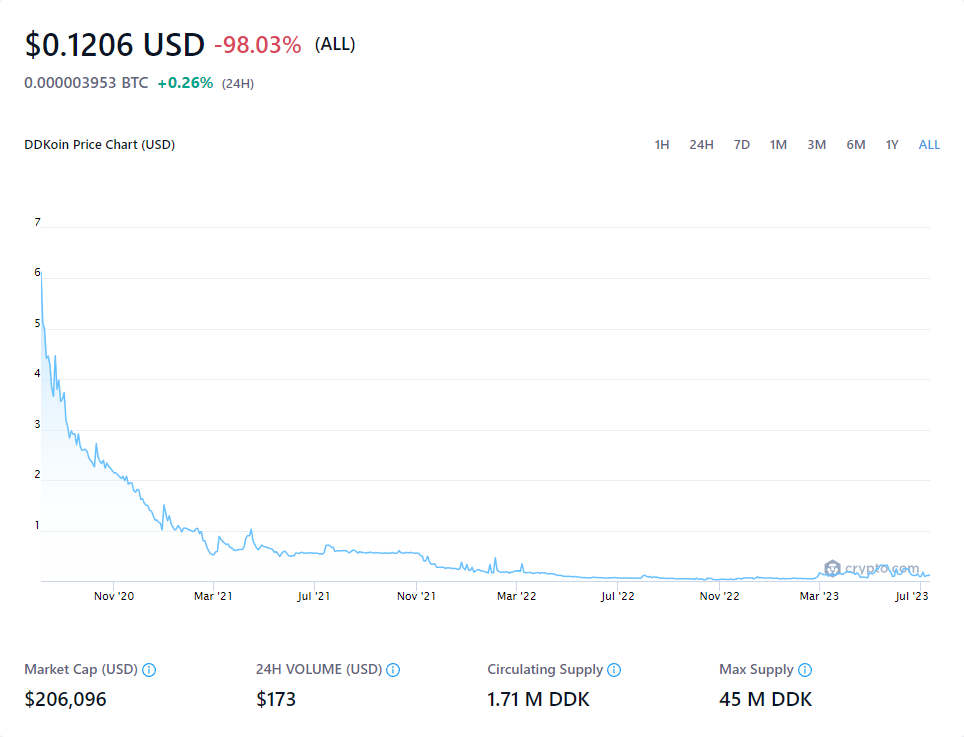 $0.1206 USD -98.03% (ALL)
0.000003953 BTC +0.26% (24H)
DDKoin Price Chart (USD) 1H 24H 7D 1M 3M 6M 1Y ALL
7
6
5
4
3
2
1
crypto.com
Nov '20 Mar '21 Jul '21 Nov '21 Mar '22 Jul '22 Nov '22 Mar '23 Jul '23
Market Cap (USD) 24H VOLUME (USD) Circulating Supply Max Supply
$206,096 $173 1.71 M DDK 45 M DDK